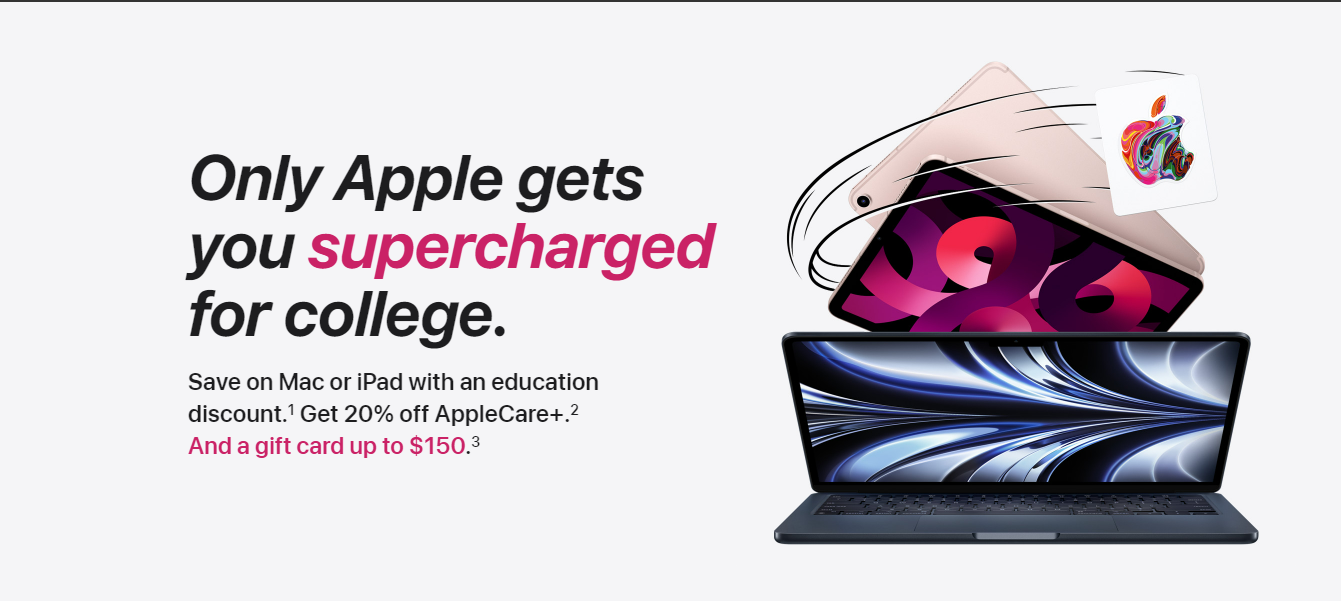 Only Apple gets
you supercharged
for college.
Save on Mac or iPad with an education
discount.¹ Get 20% off AppleCare+.²
And a gift card up to $150.³